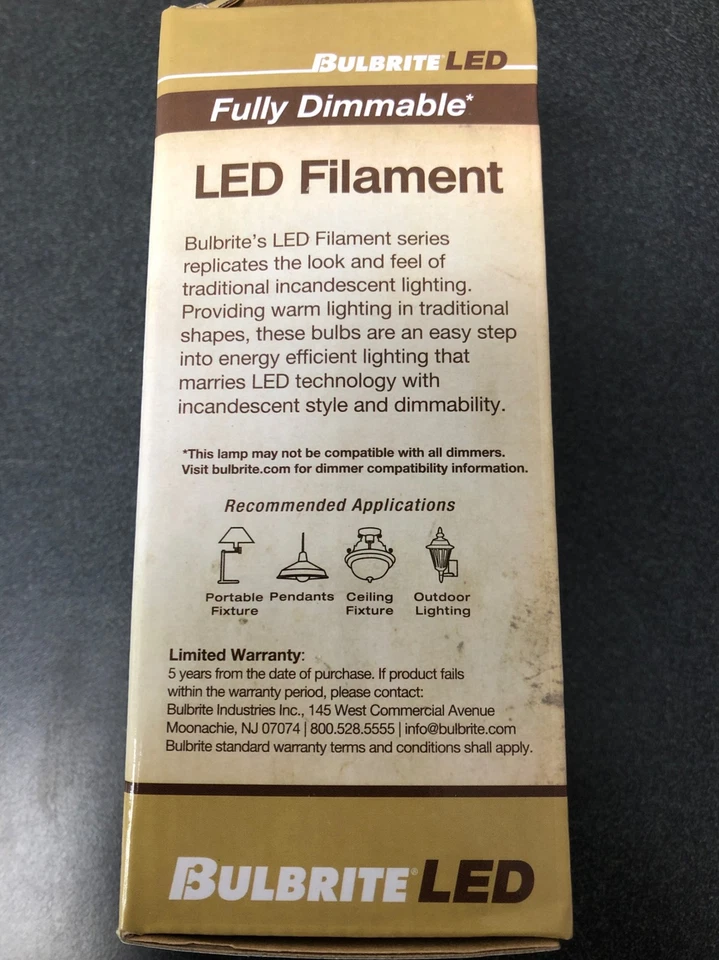 BULBRITE® LED
Fully Dimmable*
LED Filament
Bulbrite's LED Filament series
replicates the look and feel of
traditional incandescent lighting.
Providing warm lighting in traditional
shapes, these bulbs are an easy step
into energy efficient lighting that
marries LED technology with
incandescent style and dimmability.
*This lamp may not be compatible with all dimmers.
Visit bulbrite.com for dimmer compatibility information.
Recommended Applications
Portable Pendants Ceiling Outdoor
Fixture Fixture Lighting
Limited Warranty:
5 years from the date of purchase. If product fails
within the warranty period, please contact:
Bulbrite Industries Inc., 145 West Commercial Avenue
Moonachie, NJ 07074 | 800.528.5555 | info@bulbrite.com
Bulbrite standard warranty terms and conditions shall apply.
BULBRITE® LED